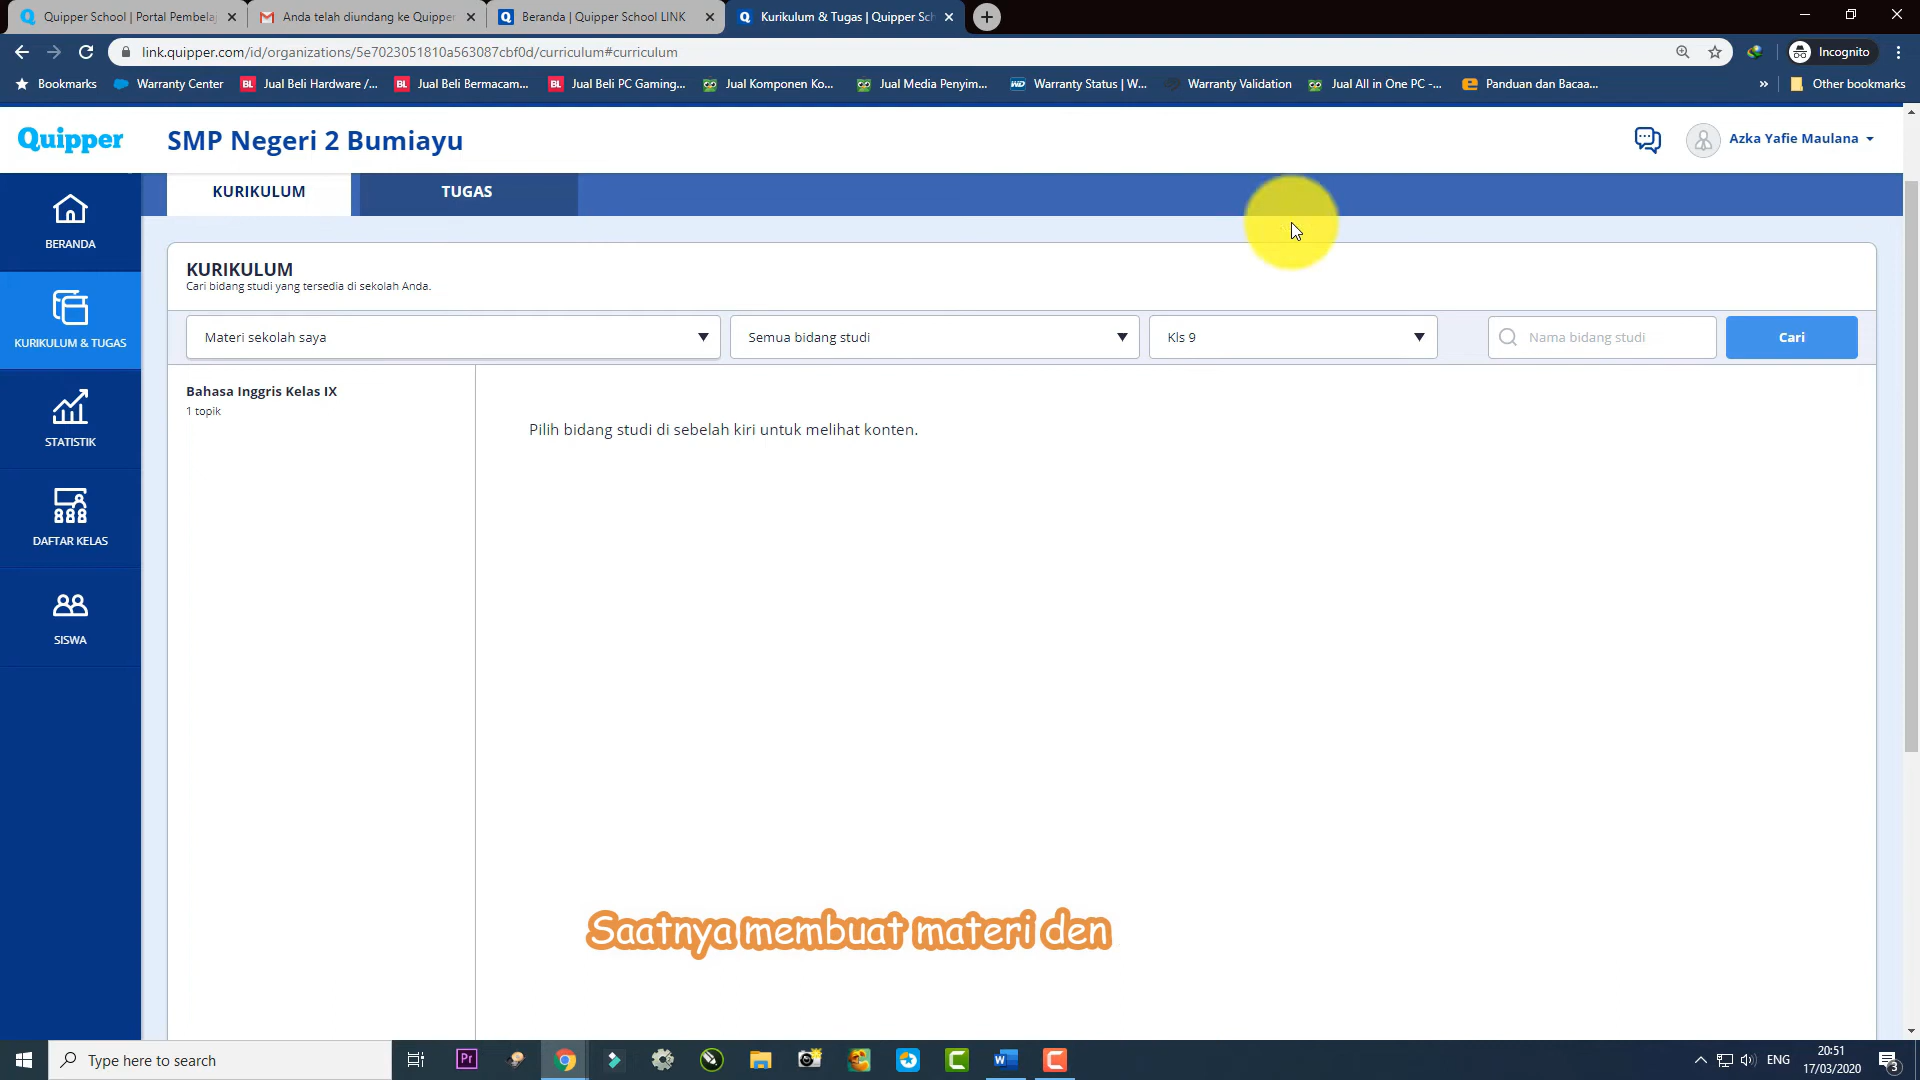 Quipper School | Portal Pembelaj
Anda telah diundang ke Quipper
Beranda | Quipper School LINK
Kurikulum & Tugas | Quipper Sch
link.quipper.com/id/organizations/5e7023051810a563087cbf0d/curriculum#curriculum
Incognito
Bookmarks
Warranty Center
Jual Beli Hardware /...
Jual Beli Bermacam...
Jual Beli PC Gaming...
Jual Komponen Ko...
Jual Media Penyim...
Warranty Status | W...
Warranty Validation
Jual All in One PC -...
Panduan dan Bacaa...
Other bookmarks
Quipper
SMP Negeri 2 Bumiayu
Azka Yafie Maulana
BERANDA
KURIKULUM & TUGAS
STATISTIK
DAFTAR KELAS
SISWA
KURIKULUM
TUGAS
KURIKULUM
Cari bidang studi yang tersedia di sekolah Anda.
Materi sekolah saya
Semua bidang studi
Kls 9
Nama bidang studi
Cari
Bahasa Inggris Kelas IX
1 topik
Pilih bidang studi di sebelah kiri untuk melihat konten.
Saatnya membuat materi den
Type here to search
ENG
20:51
17/03/2020
3